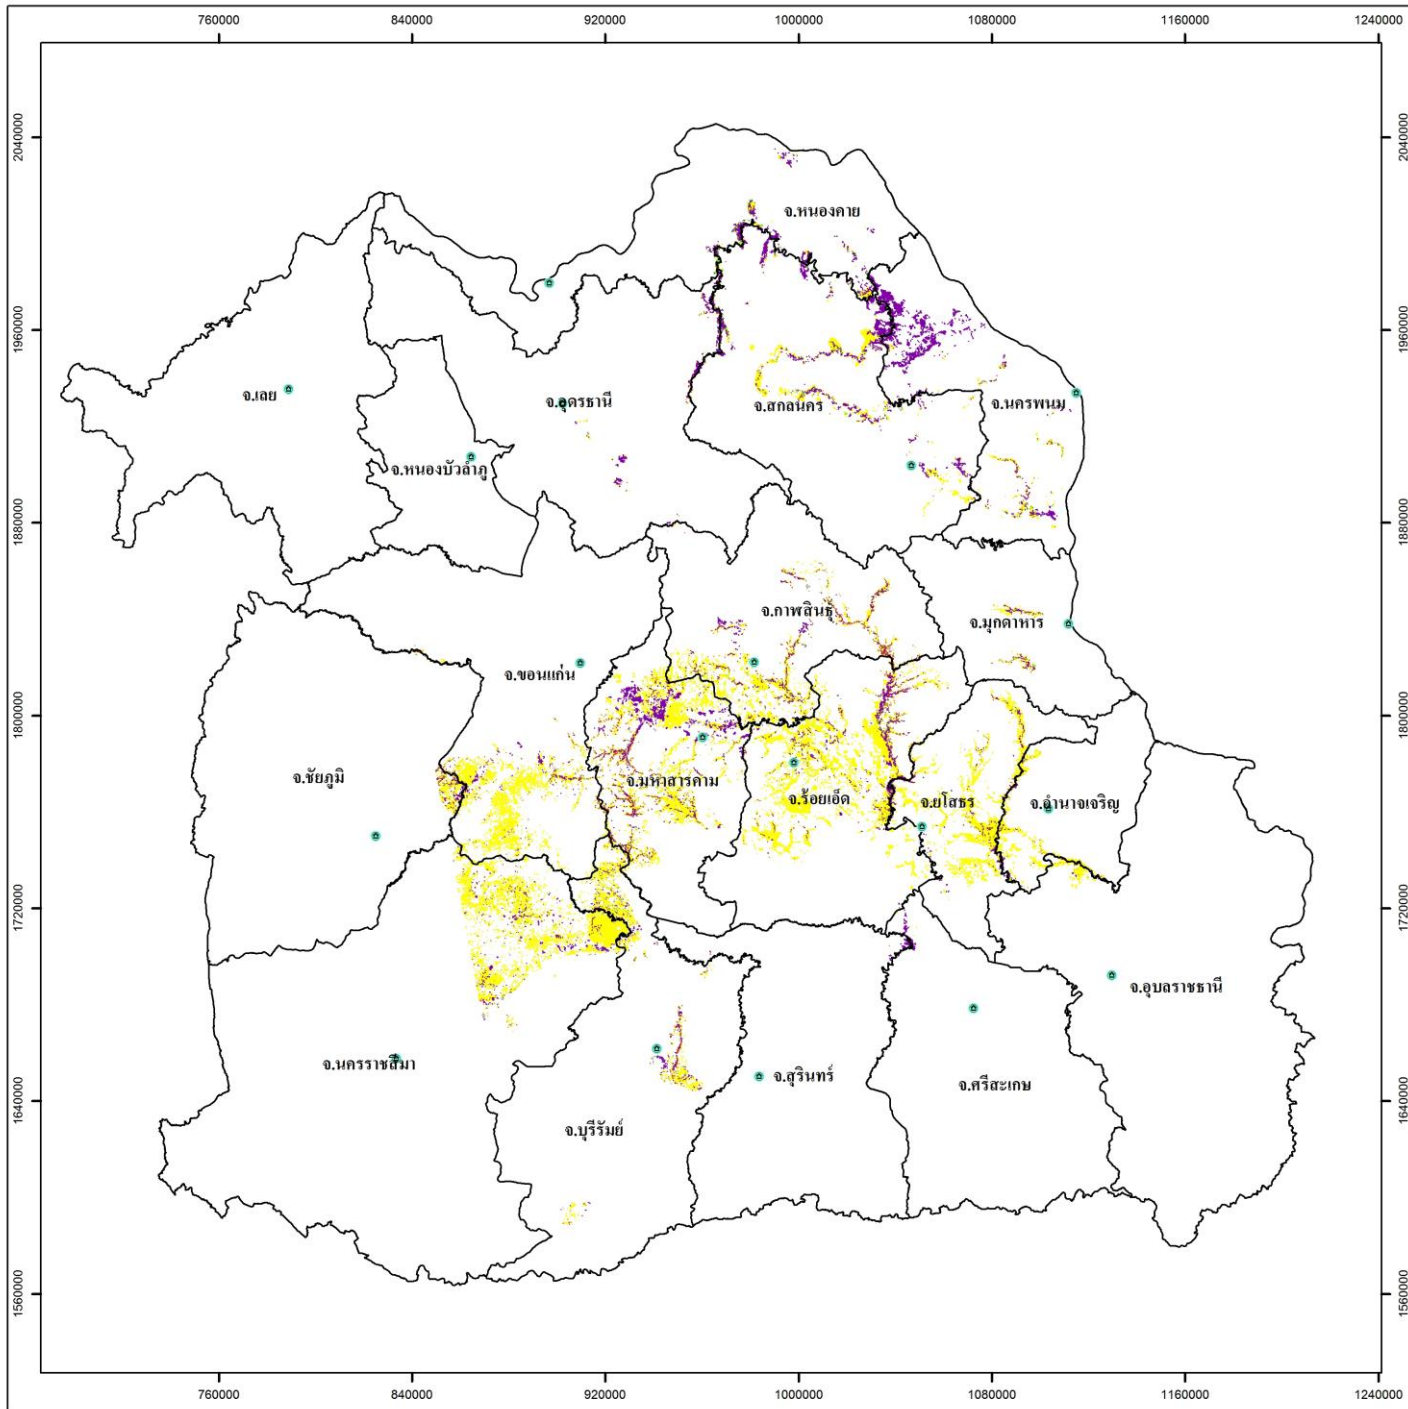 760000 840000 920000 1000000 1080000 1160000 1240000
2040000 2040000
จ.หนองคาย
1960000 1960000
จ.เลย จ.อุดรธานี จ.สกลนคร จ.นครพนม
จ.หนองบัวลำภู
1880000 1880000
จ.กาฬสินธุ์ จ.มุกดาหาร
จ.ขอนแก่น
1800000 1800000
จ.ชัยภูมิ จ.มหาสารคาม จ.ร้อยเอ็ด จ.ยโสธร จ.อำนาจเจริญ
1720000 1720000
จ.อุบลราชธานี
จ.นครราชสีมา จ.สุรินทร์ จ.ศรีสะเกษ
1640000 1640000
จ.บุรีรัมย์
1560000 1560000
760000 840000 920000 1000000 1080000 1160000 1240000